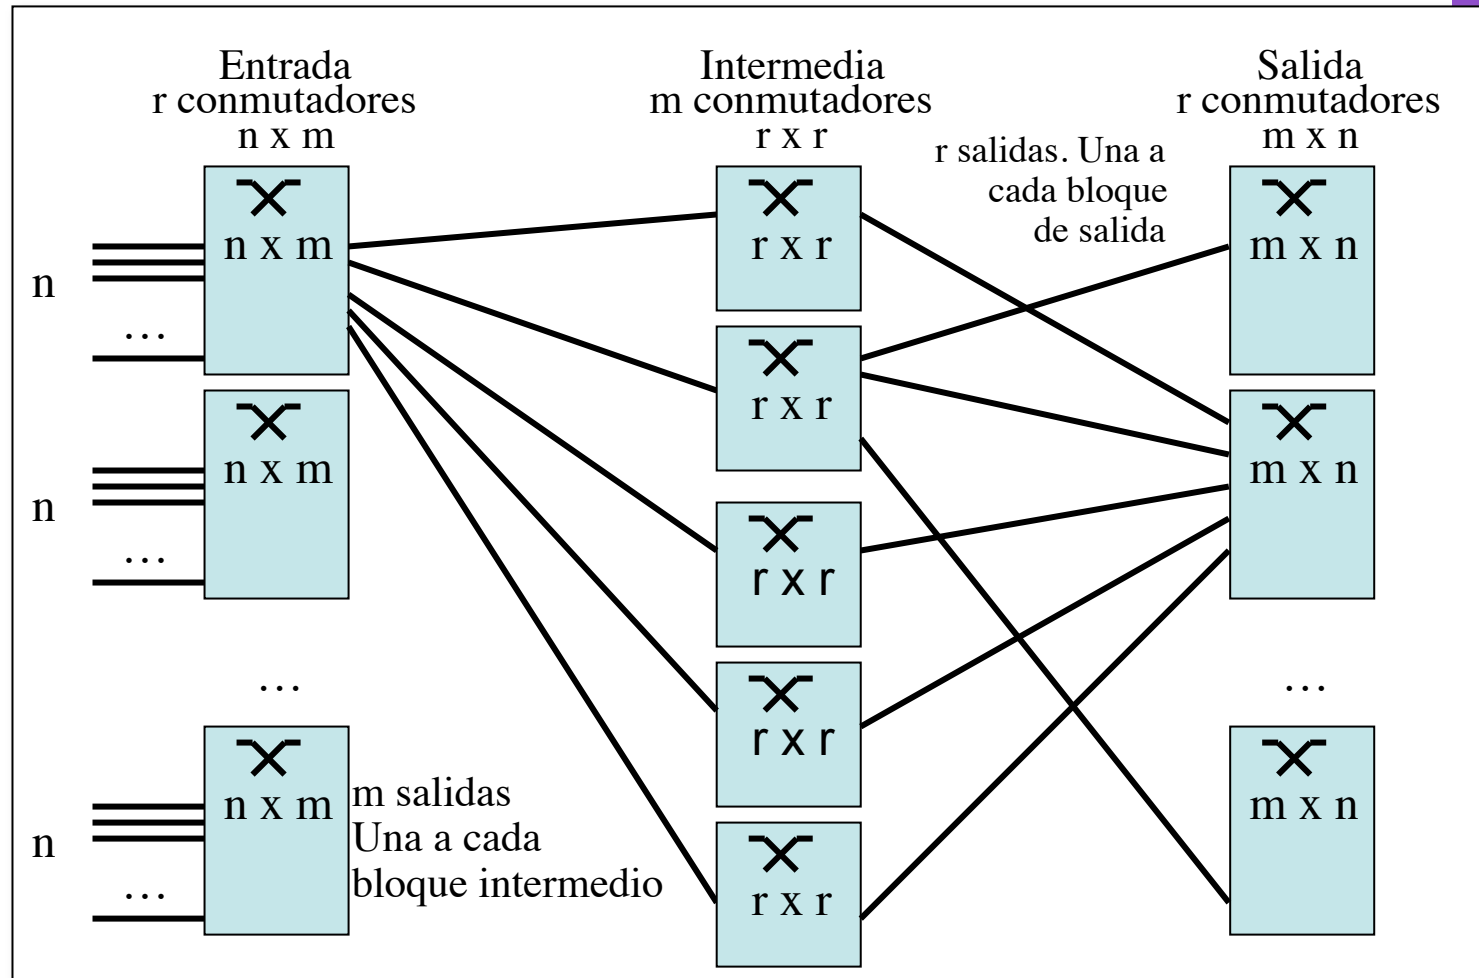 Entrada
r conmutadores
n x m
Intermedia
m conmutadores
r x r
Salida
r conmutadores
m x n
r salidas. Una a
cada bloque
de salida
n x m
n
…
n x m
n
…
…
n x m
n
…
m salidas
Una a cada
bloque intermedio
r x r
r x r
r x r
r x r
r x r
m x n
m x n
…
m x n